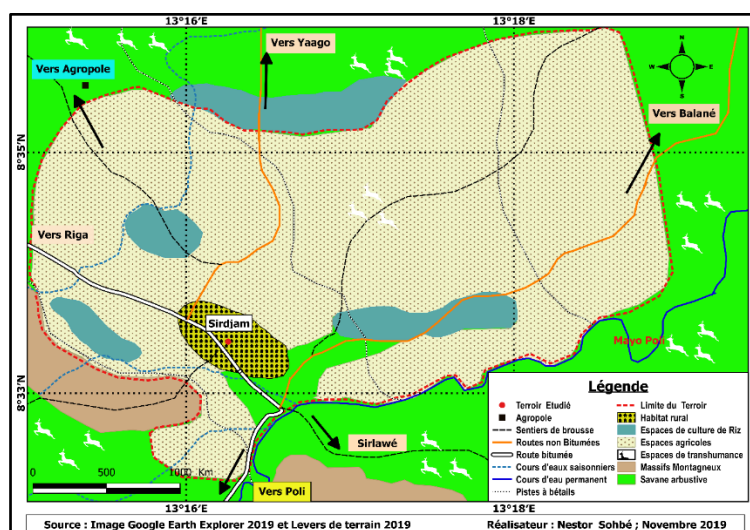 13°16'E
13°18'E
Vers Yaago
Vers Agropole
Vers Balané
N
W
E
S
8°35'N
8°35'N
Vers Riga
Sirdjam
Mayo Poli
8°33'N
8°33'N
Sirlawé
Vers Poli
0
500
1000 Km
Légende
Terroir Etudié
Agropole
Sentiers de brousse
Routes non Bitumées
Route bitumée
Cours d'eaux saisonniers
Cours d'eau permanent
Pistes à bétails
Limite du Terroir
Habitat rural
Espaces de culture de Riz
Espaces agricoles
Espaces de transhumance
Massifs Montagneux
Savane arbustive
13°16'E
13°18'E
Source : Image Google Earth Explorer 2019 et Levers de terrain 2019
Réalisateur : Nestor Sohbé ; Novembre 2019